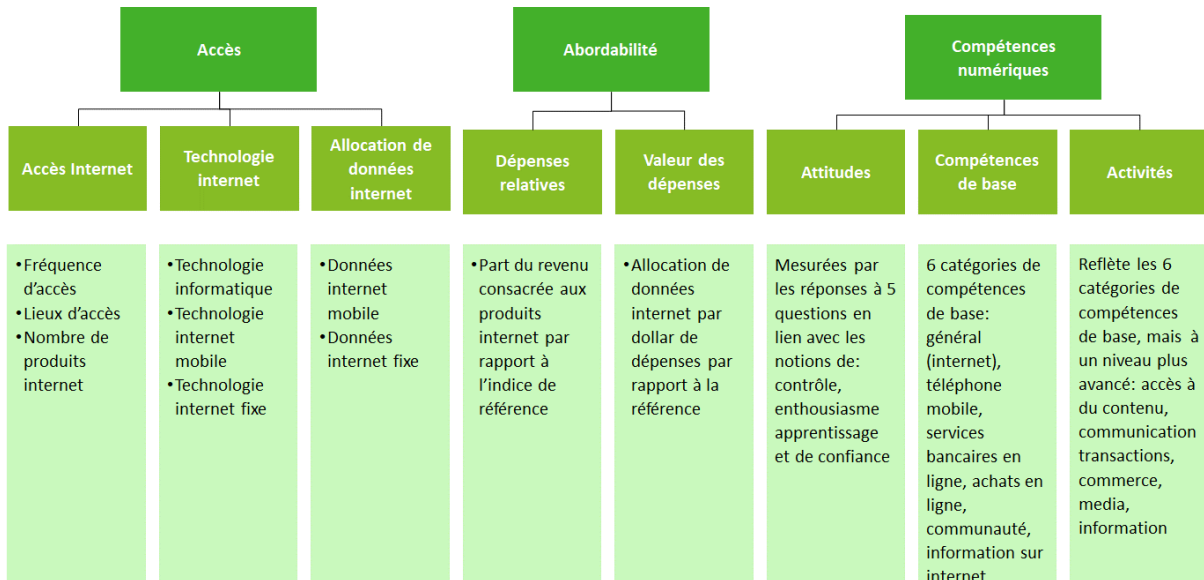 Accès
Abordabilité
Compétences
numériques
Accès Internet
Technologie
internet
Allocation de
données
internet
Dépenses
relatives
Valeur des
dépenses
Attitudes
Compétences
de base
Activités
•Fréquence
d’accès
•Lieux d’accès
•Nombre de
produits
internet
•Technologie
informatique
•Technologie
internet
mobile
•Technologie
internet fixe
•Données
internet
mobile
•Données
internet fixe
•Part du revenu
consacrée aux
produits
internet par
rapport à
l’indice de
référence
•Allocation de
données
internet par
dollar de
dépenses par
rapport à la
référence
Mesurées par
les réponses à 5
questions en
lien avec les
notions de:
contrôle,
enthousiasme
apprentissage
et de confiance
6 catégories de
compétences
de base:
général
(internet),
téléphone
mobile,
services
bancaires en
ligne, achats en
ligne,
communauté,
information sur
internet
Reflète les 6
catégories de
compétences
de base, mais à
un niveau plus
avancé: accès à
du contenu,
communication
transactions,
commerce,
media,
information